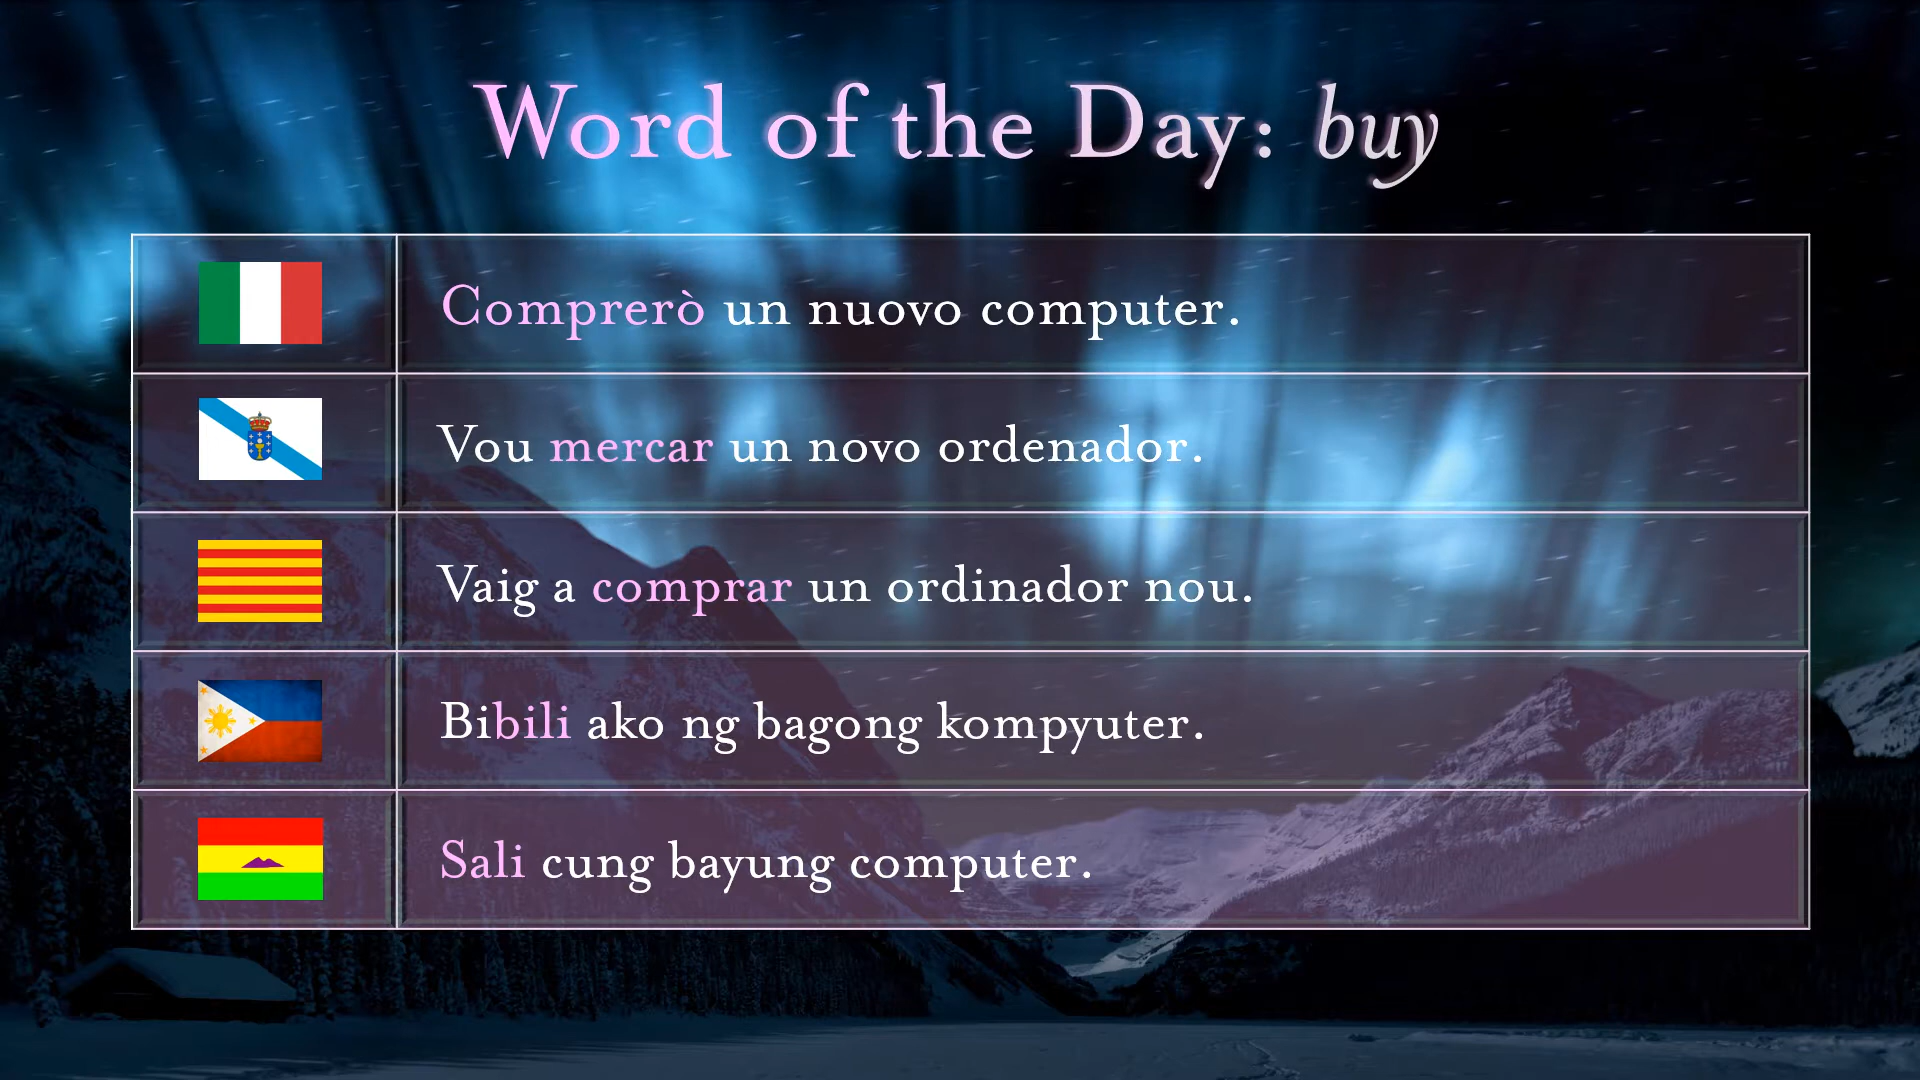 Word of the Day: buy
Comprerò un nuovo computer.
Vou mercar un novo ordenador.
Vaig a comprar un ordinador nou.
Bibili ako ng bagong kompyuter.
Sali cung bayung computer.